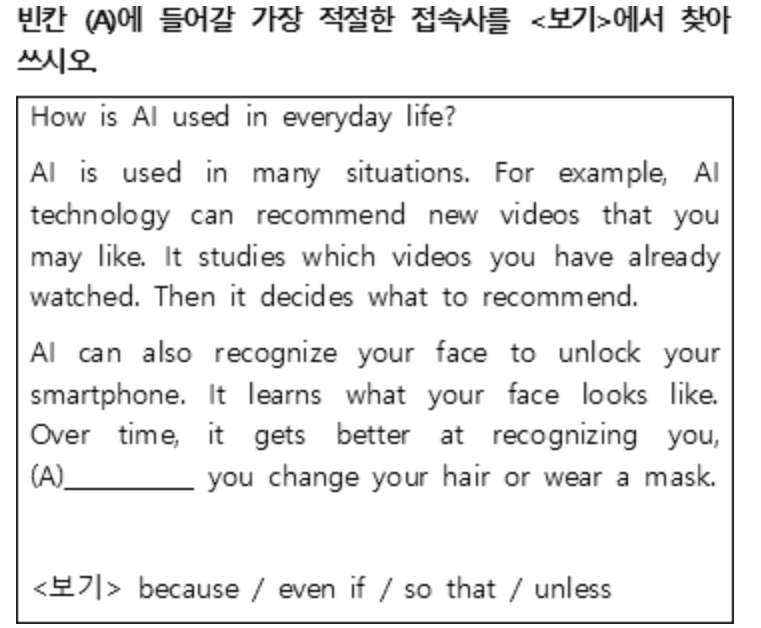 빈칸 (A)에 들어갈 가장 적절한 접속사를 <보기>에서 찾아
쓰시오.
How is AI used in everyday life?
AI is used in many situations. For example, AI
technology can recommend new videos that you
may like. It studies which videos you have already
watched. Then it decides what to recommend.
AI can also recognize your face to unlock your
smartphone. It learns what your face looks like.
Over time, it gets better at recognizing you,
(A)__________ you change your hair or wear a mask.
<보기> because / even if / so that / unless